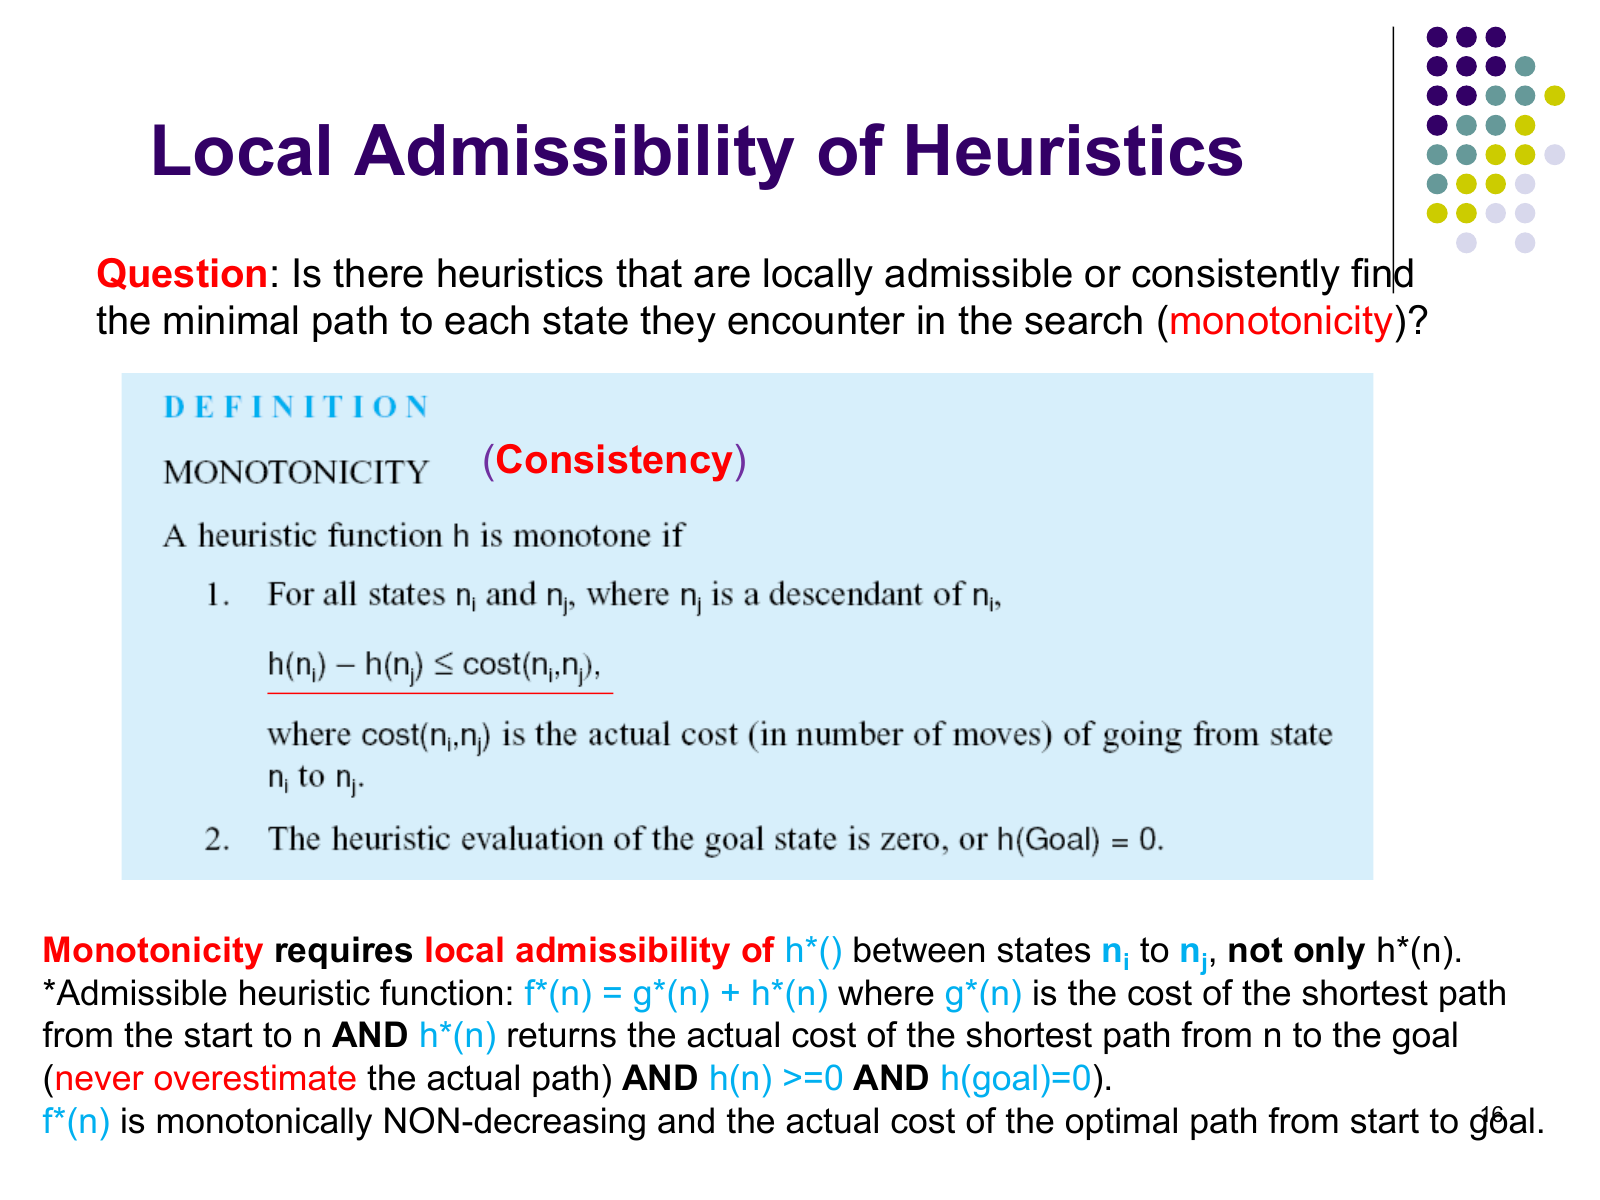 Local Admissibility of Heuristics
Question: Is there heuristics that are locally admissible or consistently find
the minimal path to each state they encounter in the search (monotonicity)?
DEFINITION
MONOTONICITY (Consistency)
A heuristic function h is monotone if
1. For all states nᵢ and nⱼ, where nⱼ is a descendant of nᵢ,
h(nᵢ) – h(nⱼ) ≤ cost(nᵢ,nⱼ),
where cost(nᵢ,nⱼ) is the actual cost (in number of moves) of going from state
nᵢ to nⱼ.
2. The heuristic evaluation of the goal state is zero, or h(Goal) = 0.
Monotonicity requires local admissibility of h*() between states nᵢ to nⱼ, not only h*(n).
*Admissible heuristic function: f*(n) = g*(n) + h*(n) where g*(n) is the cost of the shortest path
from the start to n AND h*(n) returns the actual cost of the shortest path from n to the goal
(never overestimate the actual path) AND h(n) >=0 AND h(goal)=0).
f*(n) is monotonically NON-decreasing and the actual cost of the optimal path from start to goal.
16